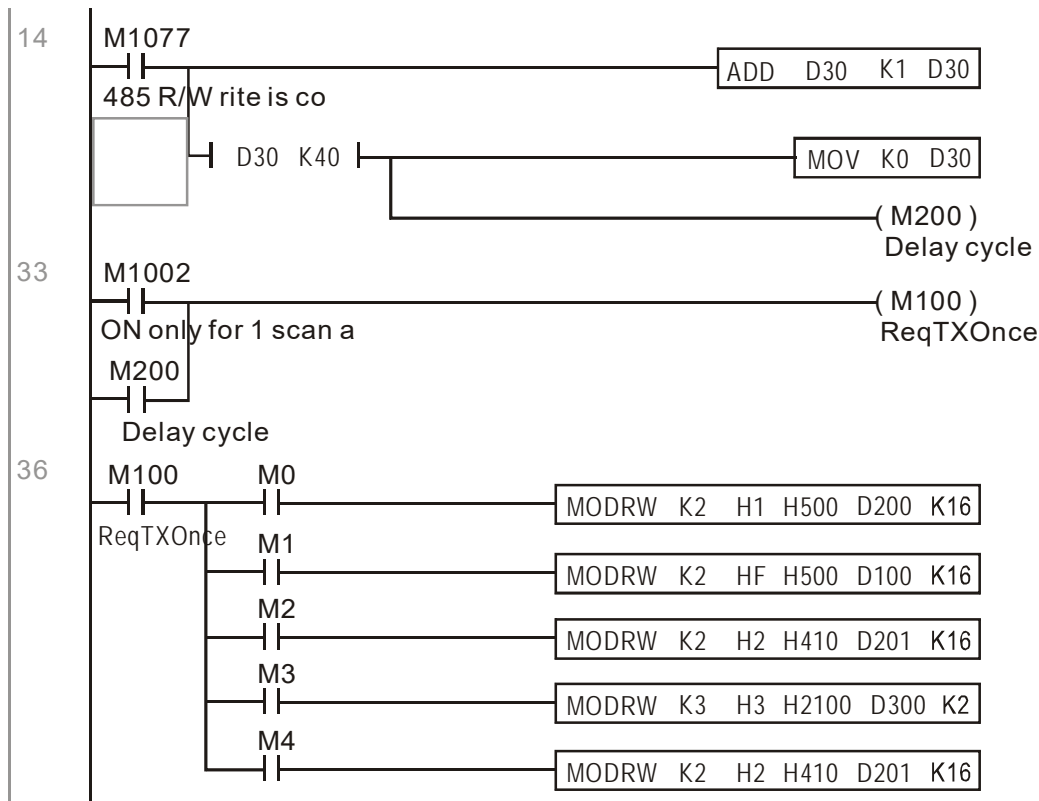 14
M1077
ADD D30 K1 D30
485 R/W rite is co
D30 K40
MOV K0 D30
( M200 )
Delay cycle
33
M1002
( M100 )
ON only for 1 scan a
ReqTXOnce
M200
Delay cycle
36
M100 M0
MODRW K2 H1 H500 D200 K16
ReqTXOnce
M1
MODRW K2 HF H500 D100 K16
M2
MODRW K2 H2 H410 D201 K16
M3
MODRW K3 H3 H2100 D300 K2
M4
MODRW K2 H2 H410 D201 K16